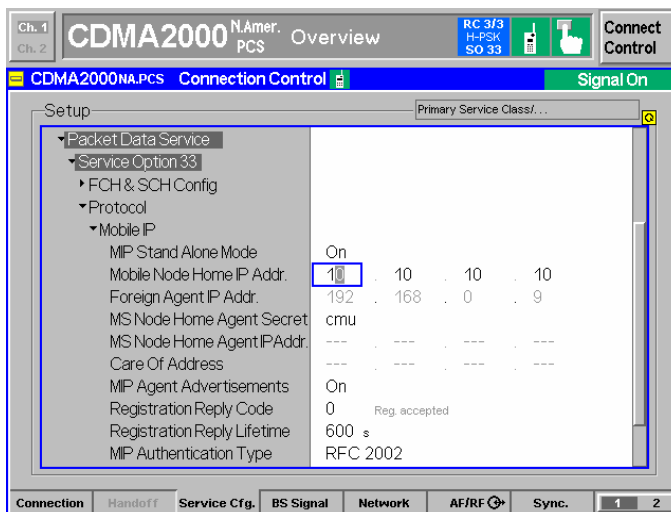 Ch. 1
Ch. 2
CDMA2000 N.Amer. PCS Overview
RC 3/3
H-PSK
SO 33
Connect
Control
CDMA2000 NA.PCS Connection Control
Signal On
Setup
Primary Service Class/. . .
Packet Data Service
Service Option 33
FCH & SCH Config
Protocol
Mobile IP
MIP Stand Alone Mode On
Mobile Node Home IP Addr. 10 . 10 . 10 . 10
Foreign Agent IP Addr. 192 . 168 . 0 . 9
MS Node Home Agent Secret cmu
MS Node Home Agent IP Addr. --- . --- . --- . ---
Care Of Address --- . --- . --- . ---
MIP Agent Advertisements On
Registration Reply Code 0 Reg. accepted
Registration Reply Lifetime 600 s
MIP Authentication Type RFC 2002
Connection Handoff Service Cfg. BS Signal Network AF/RF Sync. 1 2